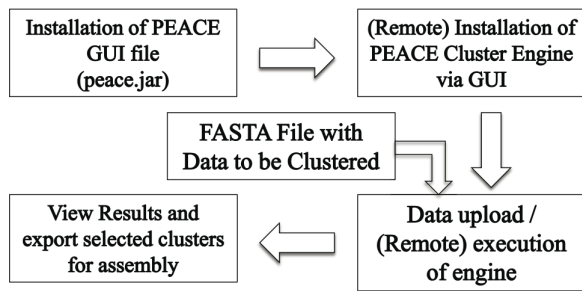 Installation of PEACE
GUI file
(peace.jar)
(Remote) Installation of
PEACE Cluster Engine
via GUI
FASTA File with
Data to be Clustered
Data upload /
(Remote) execution
of engine
View Results and
export selected clusters
for assembly